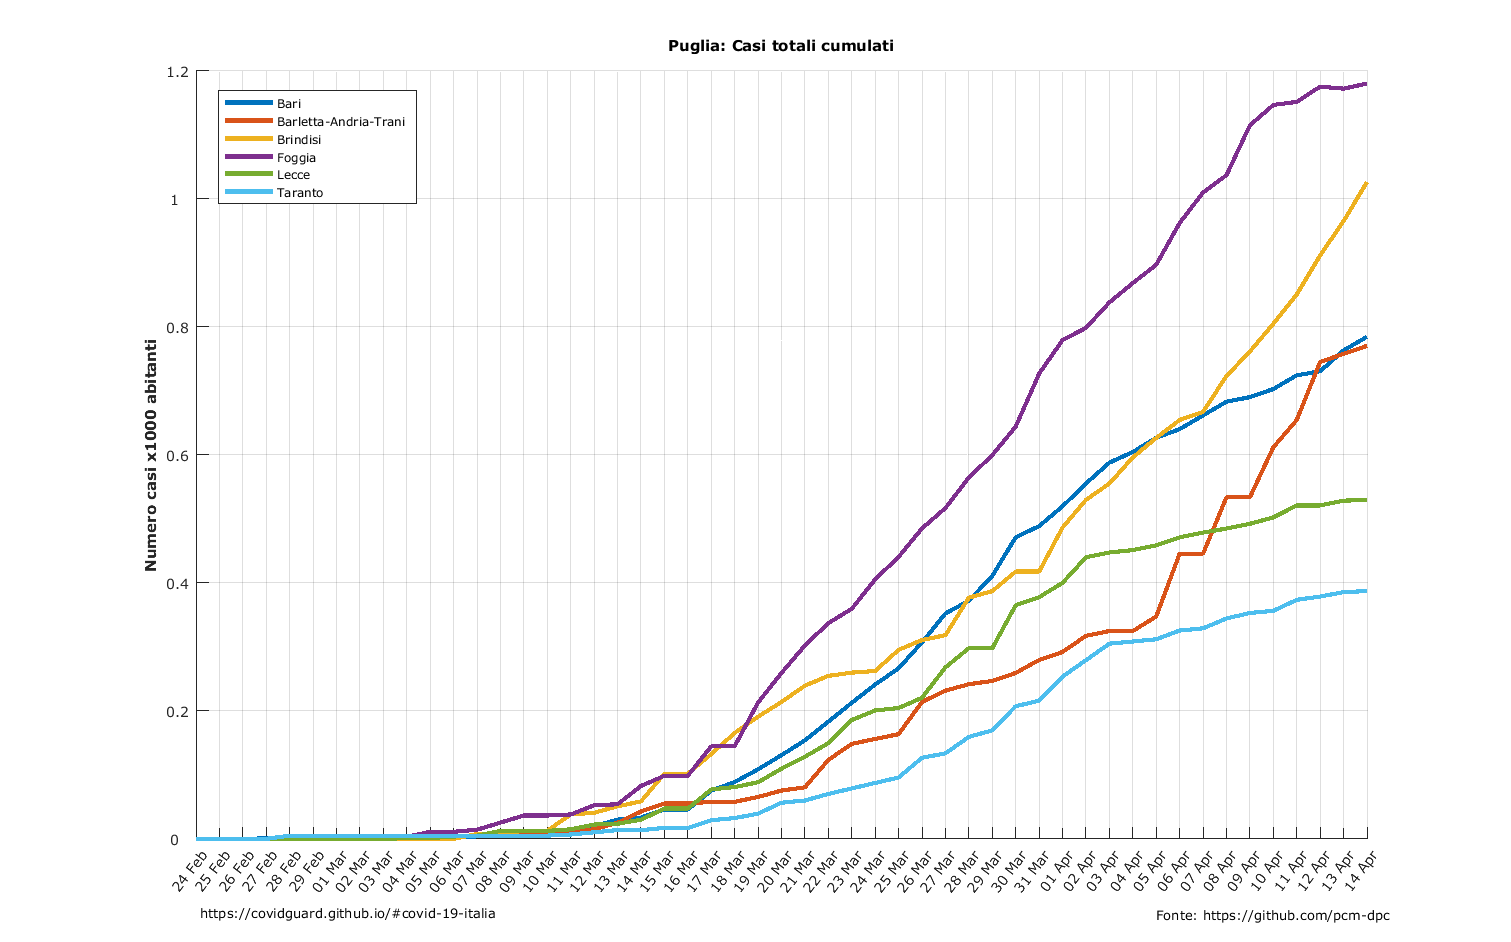 Puglia: Casi totali cumulati
1.2
1
0.8
0.6
0.4
0.2
0
Numero casi x1000 abitanti
Bari
Barletta-Andria-Trani
Brindisi
Foggia
Lecce
Taranto
24 Feb
25 Feb
26 Feb
27 Feb
28 Feb
29 Feb
01 Mar
02 Mar
03 Mar
04 Mar
05 Mar
06 Mar
07 Mar
08 Mar
09 Mar
10 Mar
11 Mar
12 Mar
13 Mar
14 Mar
15 Mar
16 Mar
17 Mar
18 Mar
19 Mar
20 Mar
21 Mar
22 Mar
23 Mar
24 Mar
25 Mar
26 Mar
27 Mar
28 Mar
29 Mar
30 Mar
31 Mar
01 Apr
02 Apr
03 Apr
04 Apr
05 Apr
06 Apr
07 Apr
08 Apr
09 Apr
10 Apr
11 Apr
12 Apr
13 Apr
14 Apr
https://covidguard.github.io/#covid-19-italia
Fonte: https://github.com/pcm-dpc